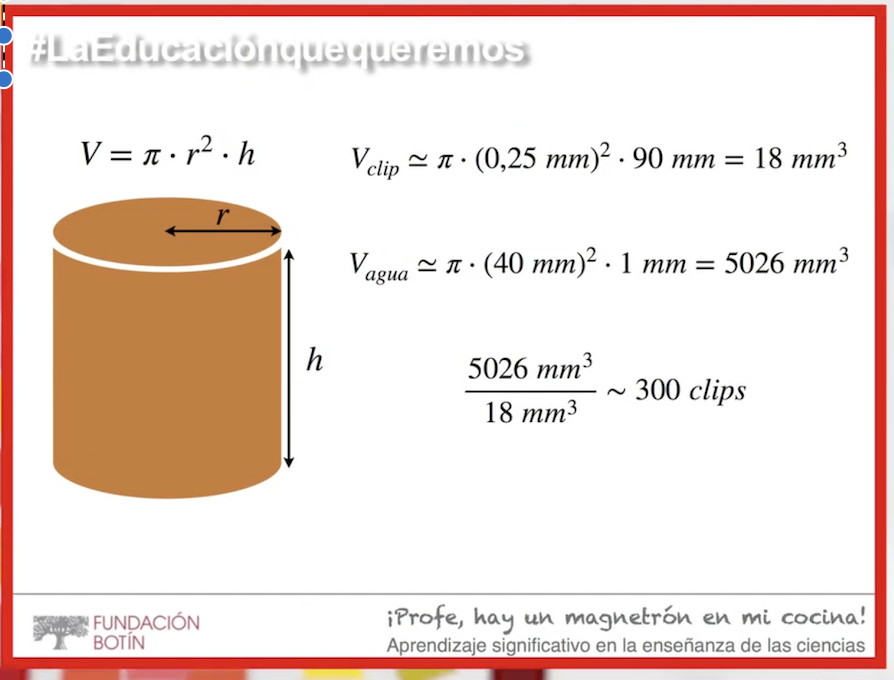 #LaEducaciónquequeremos
V = π · r² · h
V_clip ≃ π · (0,25 mm)² · 90 mm = 18 mm³
r
V_agua ≃ π · (40 mm)² · 1 mm = 5026 mm³
h
5026 mm³
18 mm³
~ 300 clips
FUNDACIÓN
BOTÍN
¡Profe, hay un magnetrón en mi cocina!
Aprendizaje significativo en la enseñanza de las ciencias